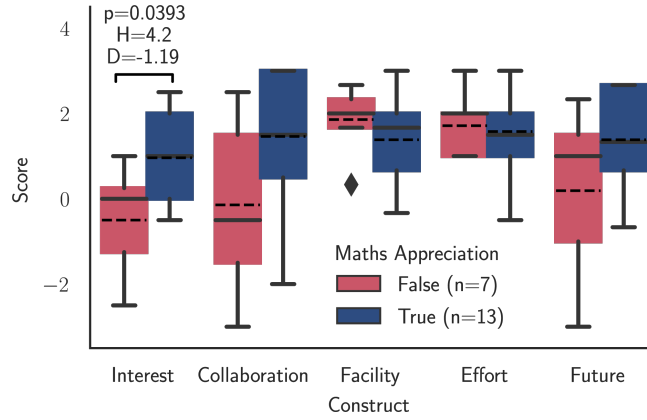 p=0.0393
H=4.2
D=-1.19
4
2
0
−2
Score
Maths Appreciation
False (n=7)
True (n=13)
Interest Collaboration Facility Effort Future
Construct